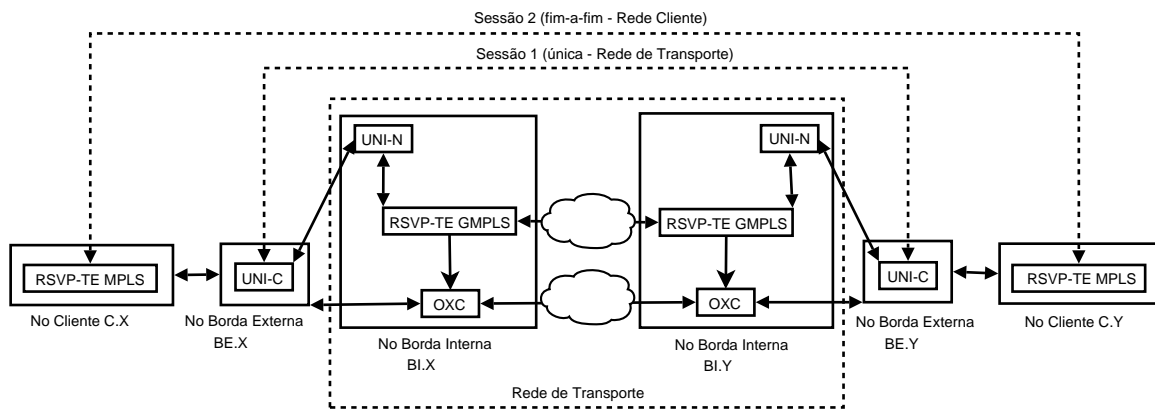 Sessão 2 (fim-a-fim - Rede Cliente)
Sessão 1 (única - Rede de Transporte)
UNI-N
UNI-N
RSVP-TE GMPLS
RSVP-TE GMPLS
RSVP-TE MPLS
UNI-C
UNI-C
RSVP-TE MPLS
OXC
OXC
No Cliente C.X
No Borda Externa
BE.X
No Borda Interna
BI.X
No Borda Interna
BI.Y
No Borda Externa
BE.Y
No Cliente C.Y
Rede de Transporte